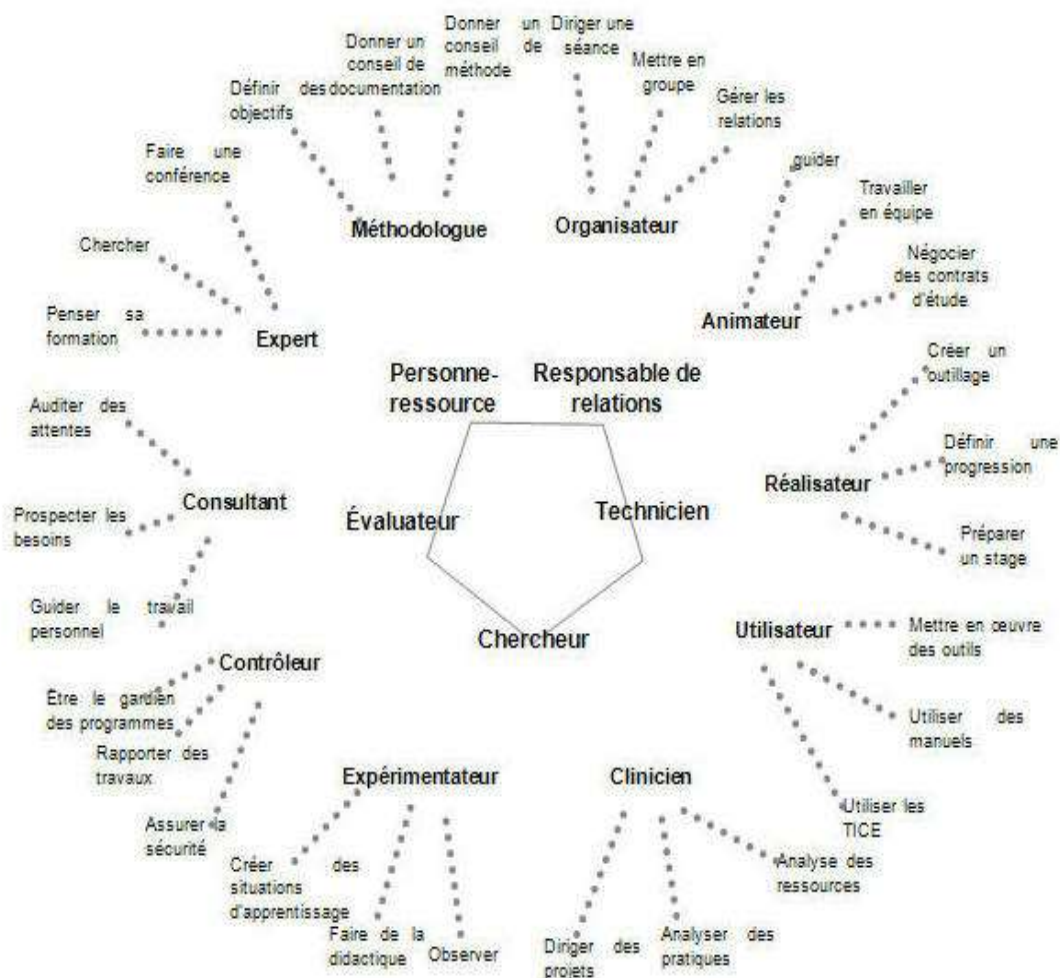 Donner un
conseil de
documentation
Donner un
conseil de
méthode
Diriger une
séance
Mettre en
groupe
Gérer les
relations
Définir des
objectifs
Faire une
conférence
guider
Travailler
en équipe
Chercher
Négocier
des contrats
d'étude
Penser sa
formation
Méthodologue
Organisateur
Expert
Animateur
Personne-
ressource
Responsable de
relations
Créer un
outillage
Auditer des
attentes
Définir une
progression
Consultant
Évaluateur
Technicien
Réalisateur
Prospecter les
besoins
Préparer
un stage
Guider le travail
personnel
Chercheur
Utilisateur
Mettre en œuvre
des outils
Contrôleur
Être le gardien
des programmes
Rapporter des
travaux
Utiliser des
manuels
Expérimentateur
Clinicien
Assurer la
sécurité
Utiliser les
TICE
Créer des
situations
d'apprentissage
Analyse des
ressources
Faire de la
didactique
Observer
Diriger des
projets
Analyser des
pratiques